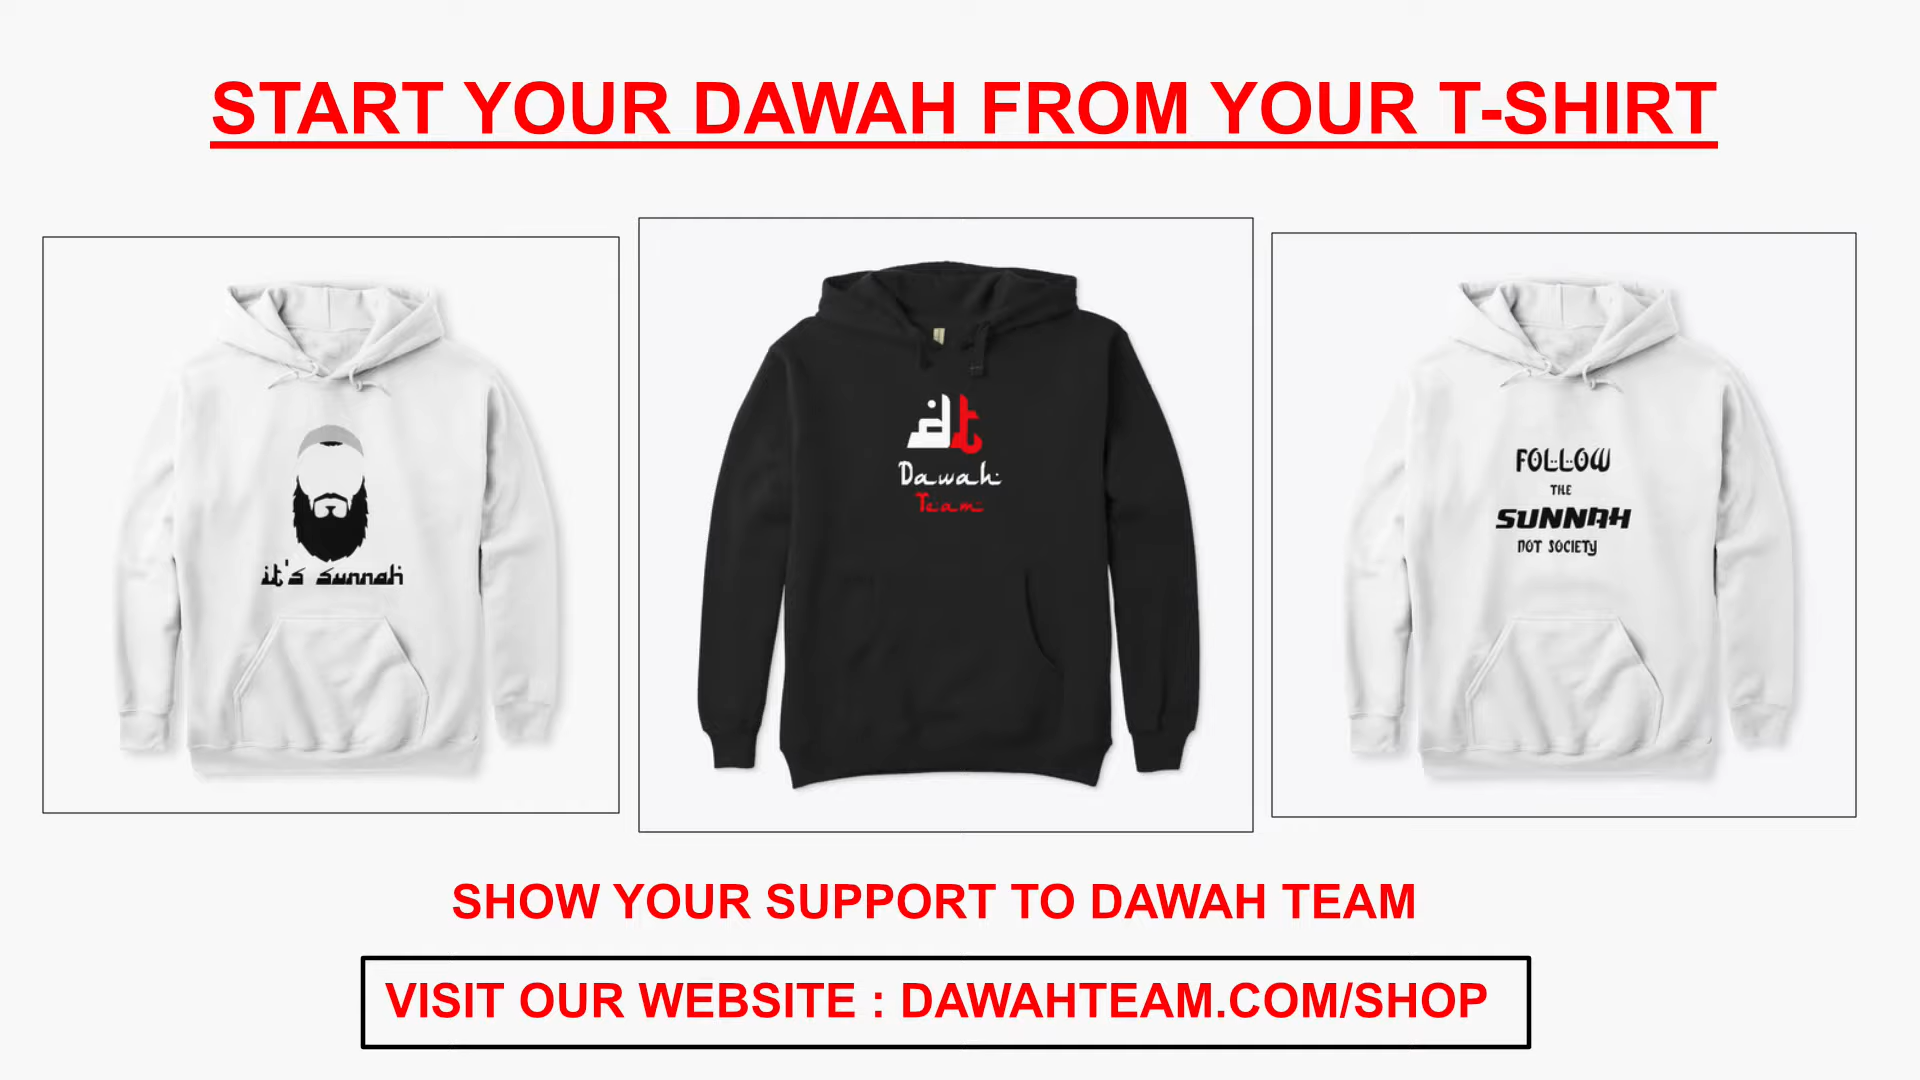 START YOUR DAWAH FROM YOUR T-SHIRT
it's sunnah
dt
Dawah
Team
FOLLOW
THE
SUNNAH
NOT SOCIETY
SHOW YOUR SUPPORT TO DAWAH TEAM
VISIT OUR WEBSITE : DAWAHTEAM.COM/SHOP